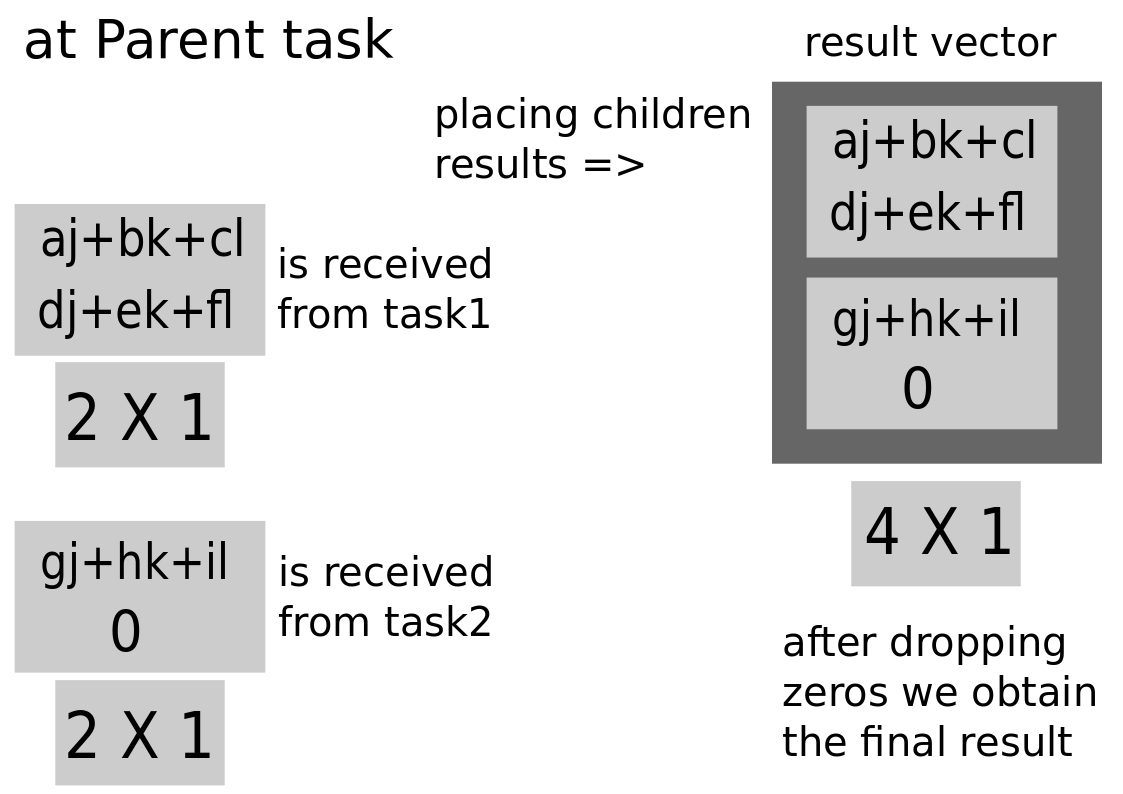 at Parent task
aj+bk+cl
dj+ek+fl
is received
from task1
2 X 1
gj+hk+il
0
is received
from task2
2 X 1
placing children
results =>
result vector
aj+bk+cl
dj+ek+fl
gj+hk+il
0
4 X 1
after dropping
zeros we obtain
the final result